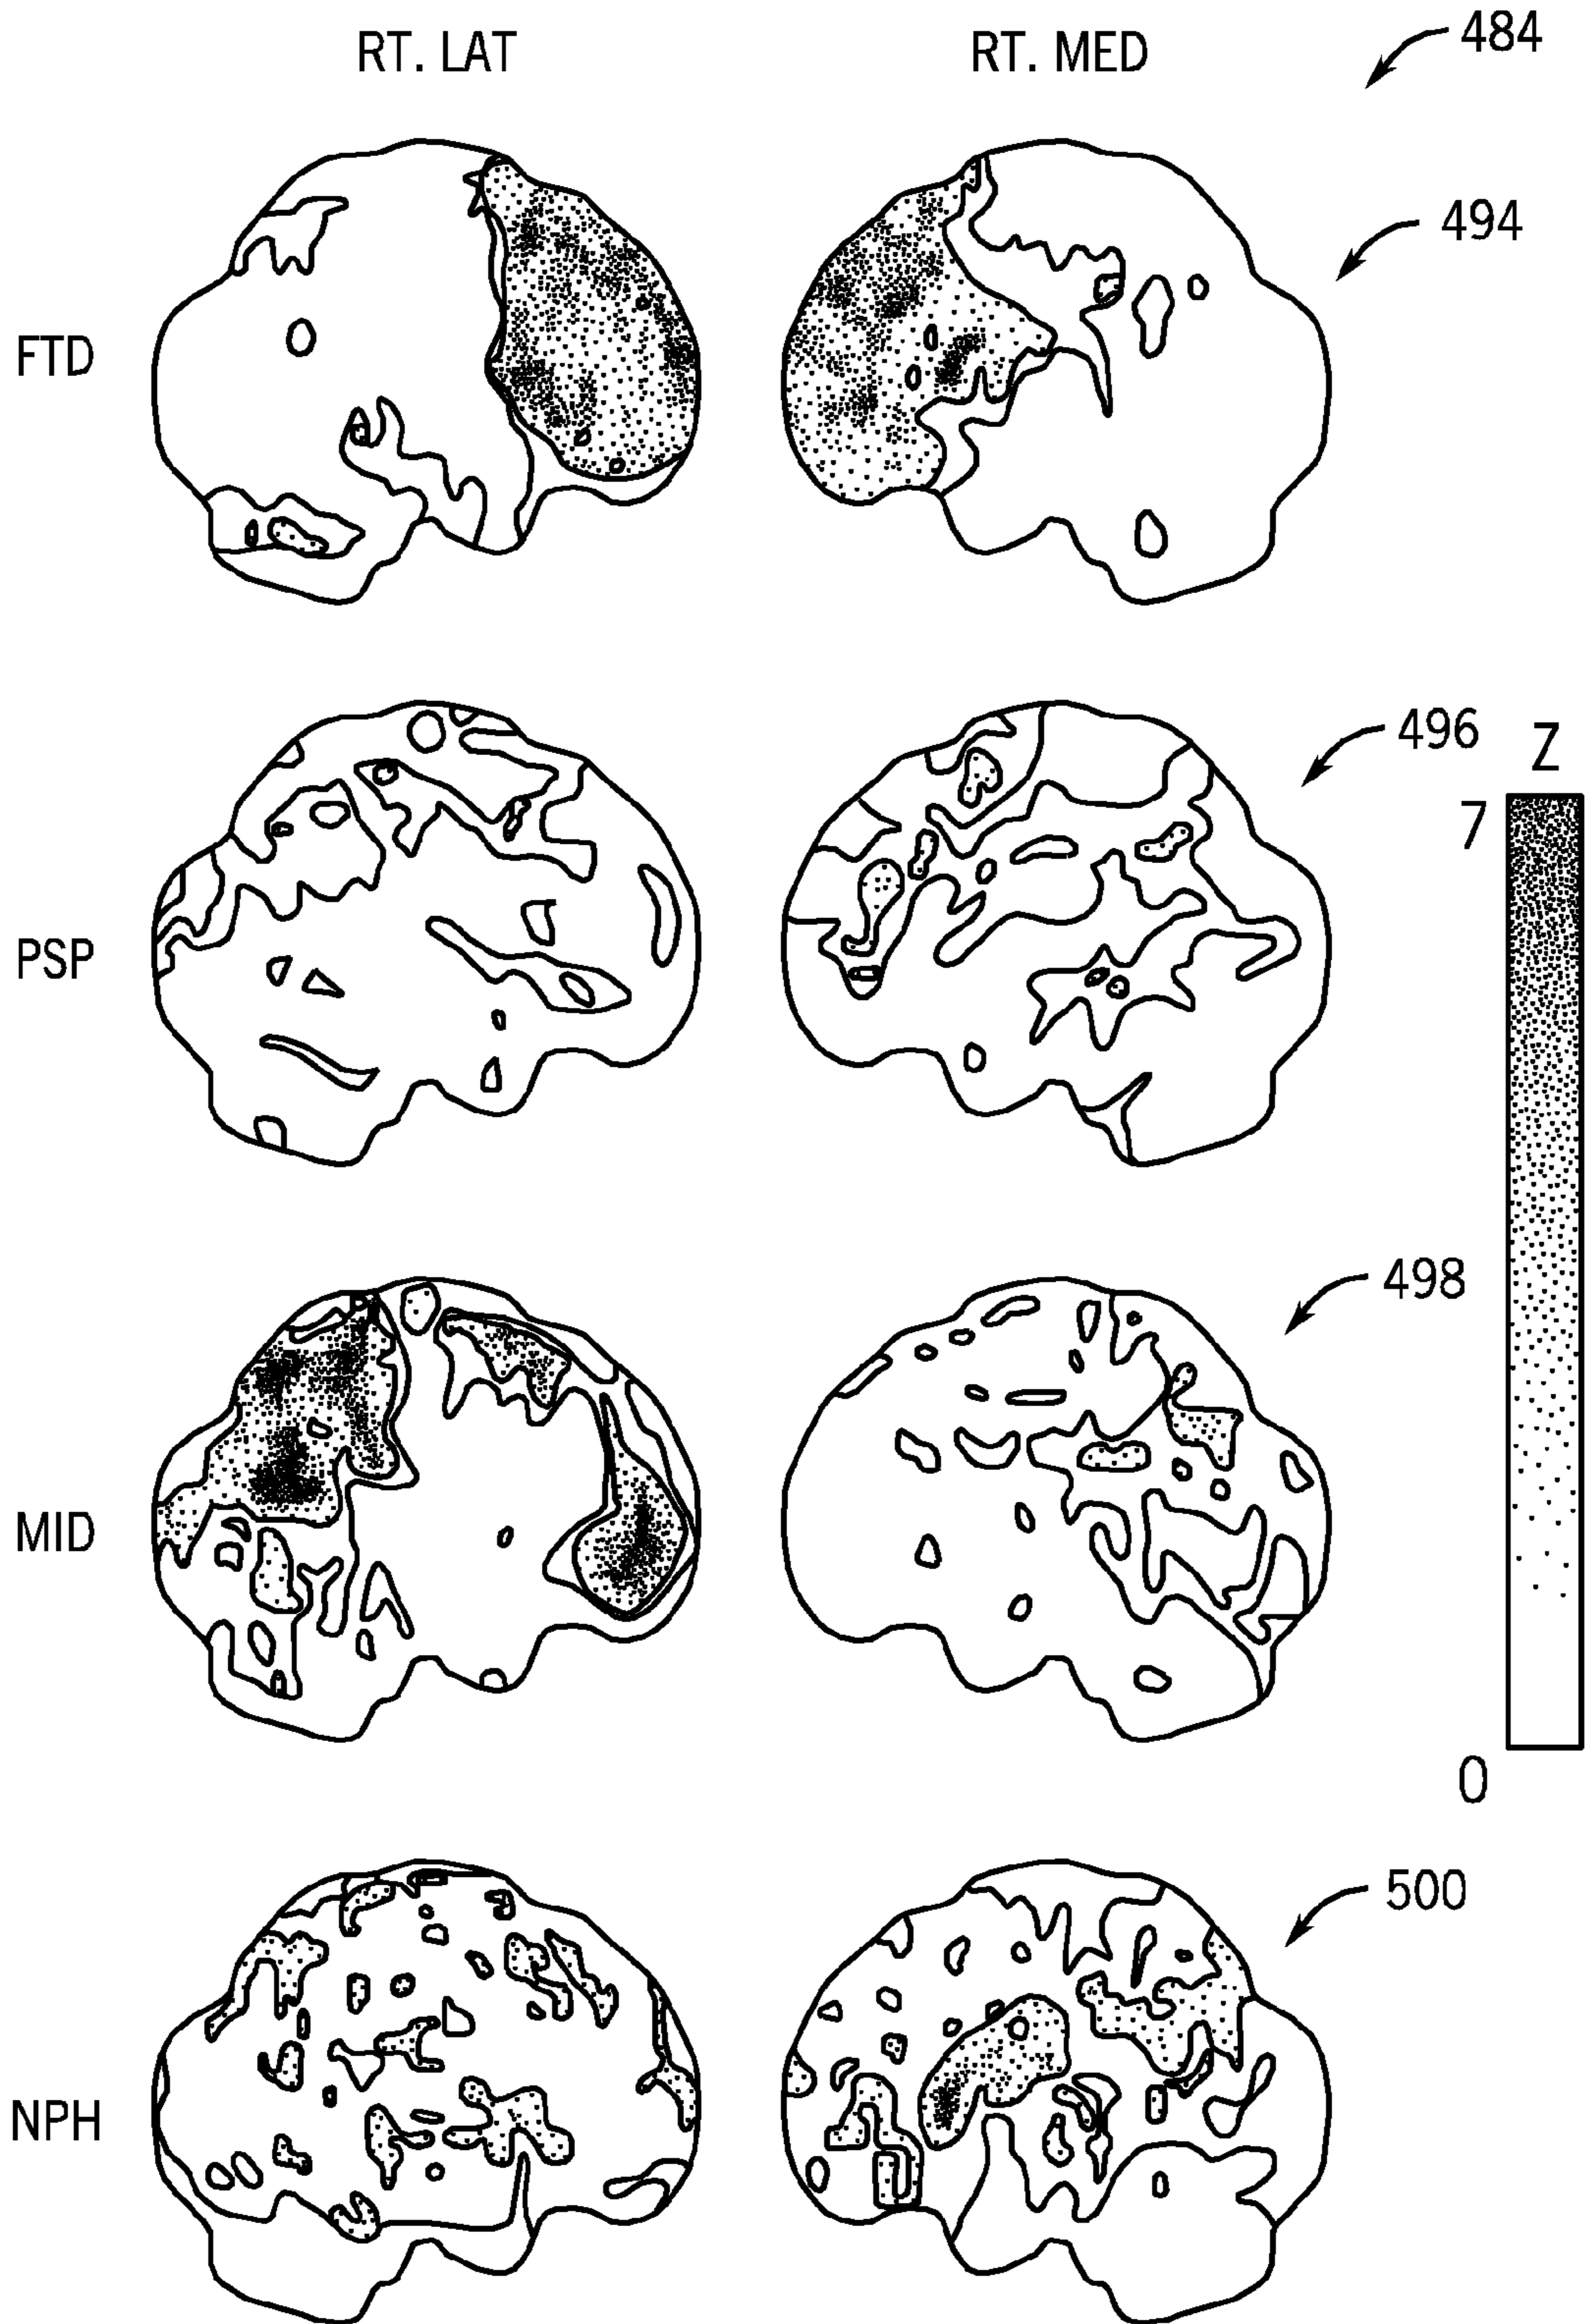 RT. LAT
RT. MED
484
494
FTD
496
Z
7
PSP
498
MID
0
500
NPH